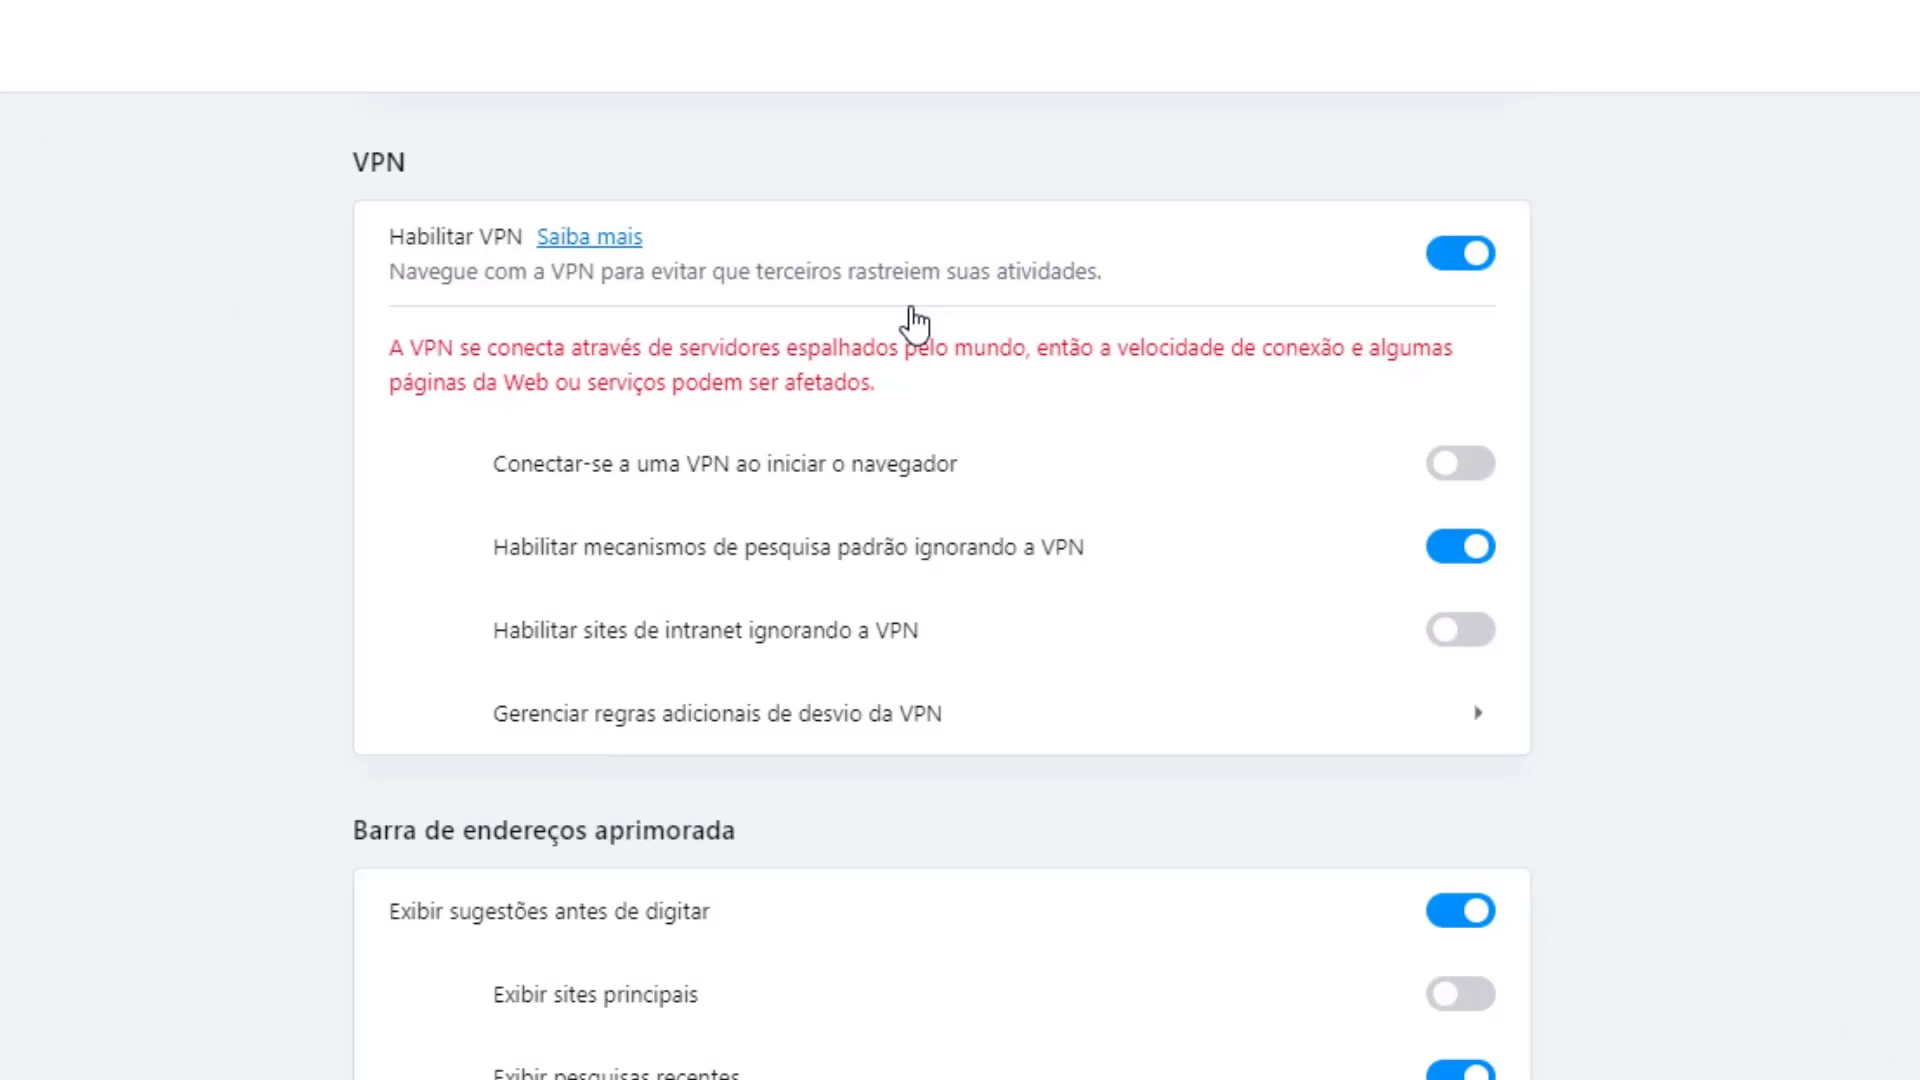 VPN
Habilitar VPN Saiba mais
Navegue com a VPN para evitar que terceiros rastreiem suas atividades.
A VPN se conecta através de servidores espalhados pelo mundo, então a velocidade de conexão e algumas
páginas da Web ou serviços podem ser afetados.
Conectar-se a uma VPN ao iniciar o navegador
Habilitar mecanismos de pesquisa padrão ignorando a VPN
Habilitar sites de intranet ignorando a VPN
Gerenciar regras adicionais de desvio da VPN
Barra de endereços aprimorada
Exibir sugestões antes de digitar
Exibir sites principais
Exibir pesquisas recentes